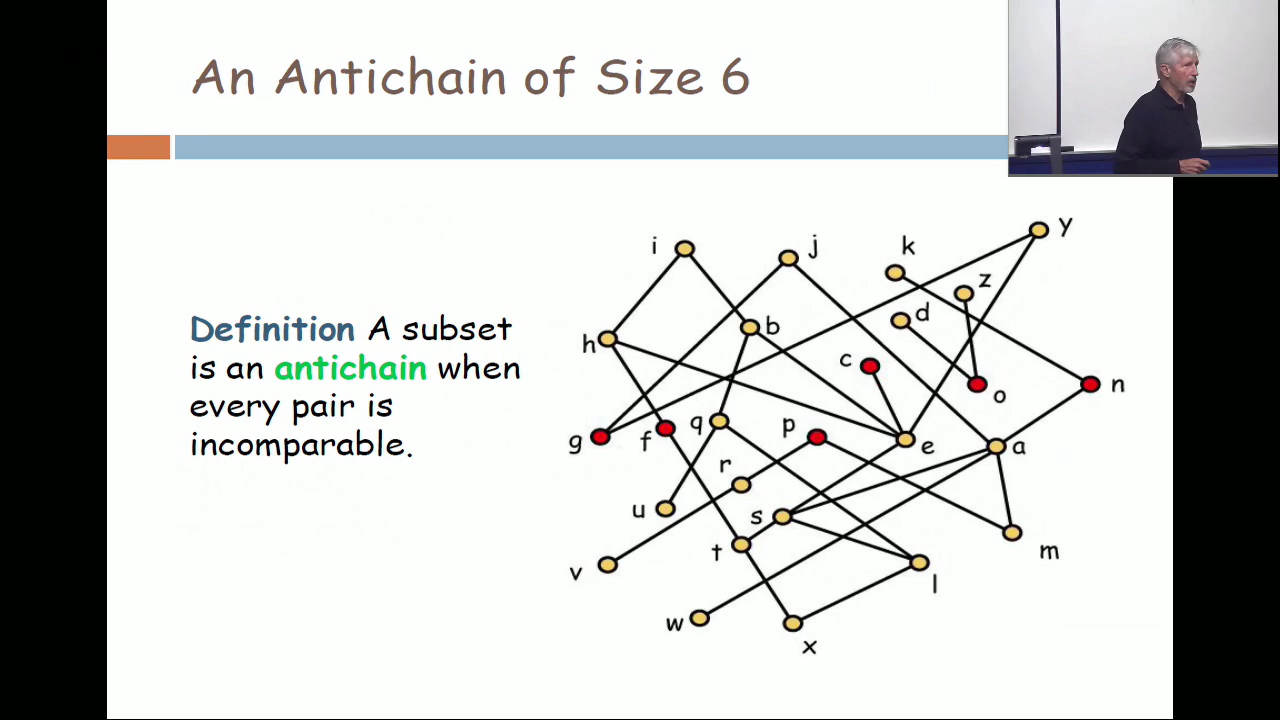 An Antichain of Size 6
Definition A subset
is an antichain when
every pair is
incomparable.
i
j
k
y
z
d
b
h
c
o
n
g
f
q
p
e
a
r
u
s
t
m
v
l
w
x